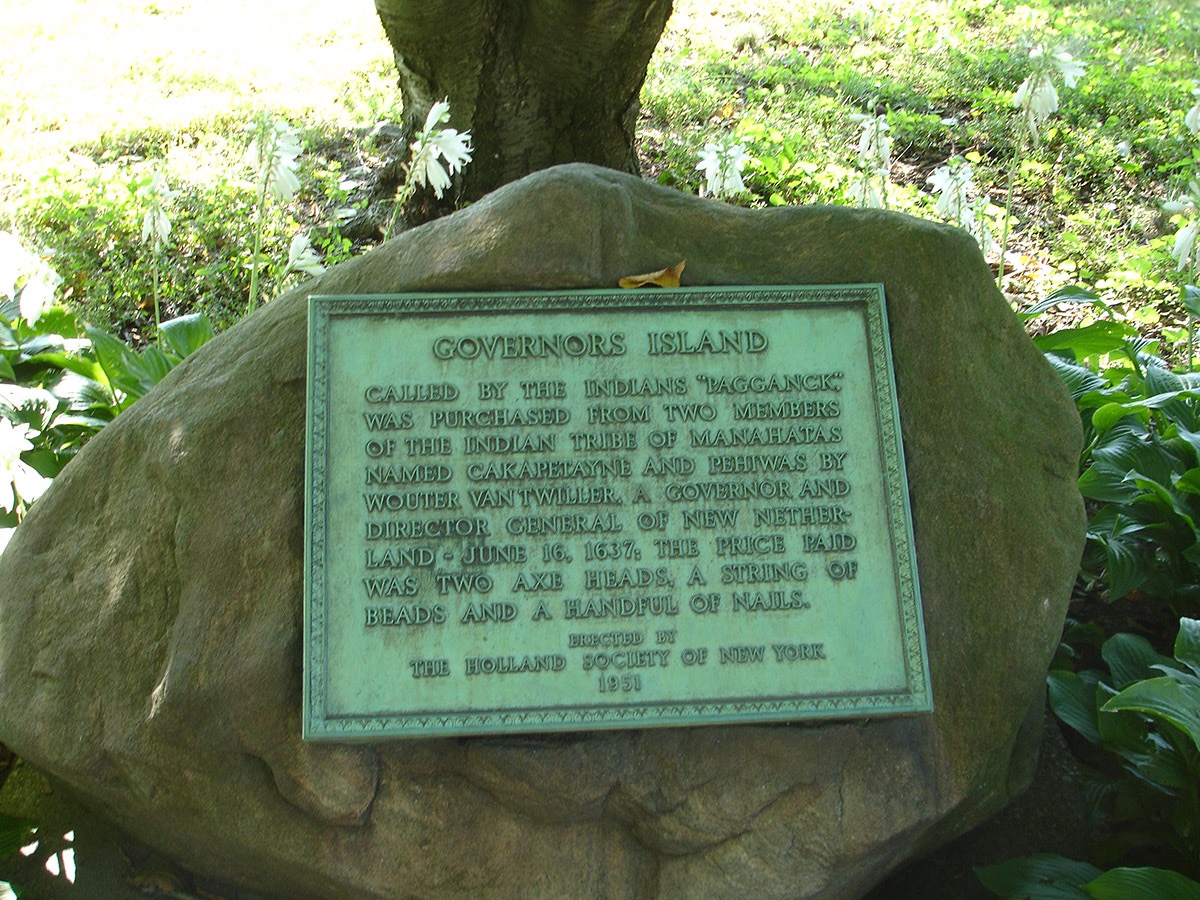 GOVERNORS ISLAND
CALLED BY THE INDIANS "PAGGANCK",
WAS PURCHASED FROM TWO MEMBERS
OF THE INDIAN TRIBE OF MANAHATAS
NAMED CAKAPETAYNE AND PEHIWAS BY
WOUTER VAN TWILLER, A GOVERNOR AND
DIRECTOR GENERAL OF NEW NETHER-
LAND - JUNE 16, 1637; THE PRICE PAID
WAS TWO AXE HEADS, A STRING OF
BEADS AND A HANDFUL OF NAILS.
ERECTED BY
THE HOLLAND SOCIETY OF NEW YORK
1951